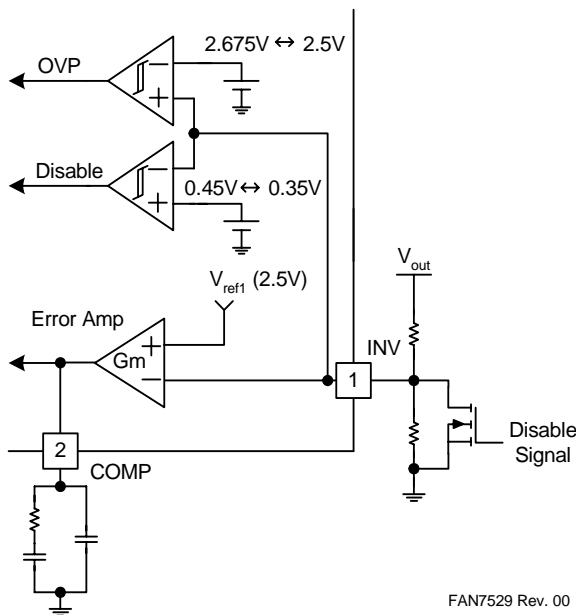 2.675V ↔ 2.5V
OVP
−
+
Disable
−
+
0.45V ↔ 0.35V
Vout
Vref1 (2.5V)
Error Amp
Gm
+
−
INV
1
Disable
Signal
2
COMP
FAN7529 Rev. 00